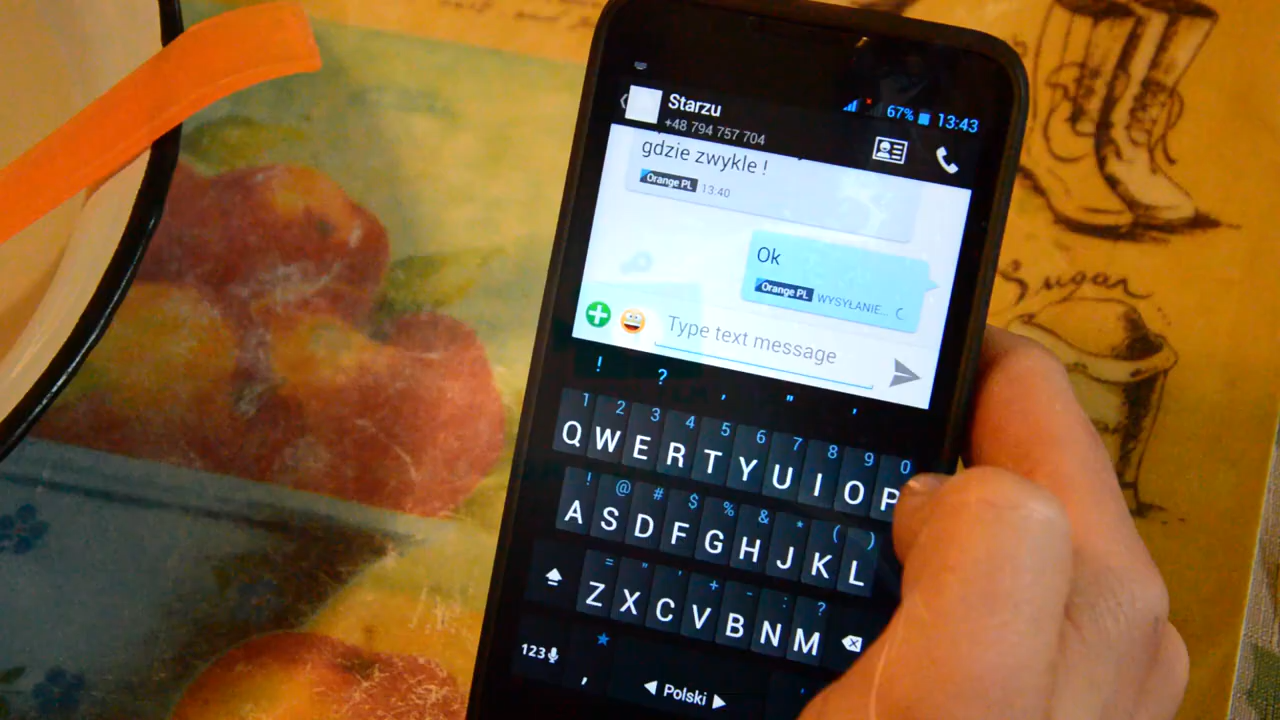 Starzu
67% 13:43
+48 794 757 704
gdzie zwykle !
Orange PL 13:40
Ok
Orange PL WYSYŁANIE...
Type text message
! ? , " '
1 2 3 4 5 6 7 8 9 0
Q W E R T Y U I O P
! @ # $ % & * ( )
A S D F G H J K L
= " ' + - : ?
Z X C V B N M
123 ,
Polski
Sugar